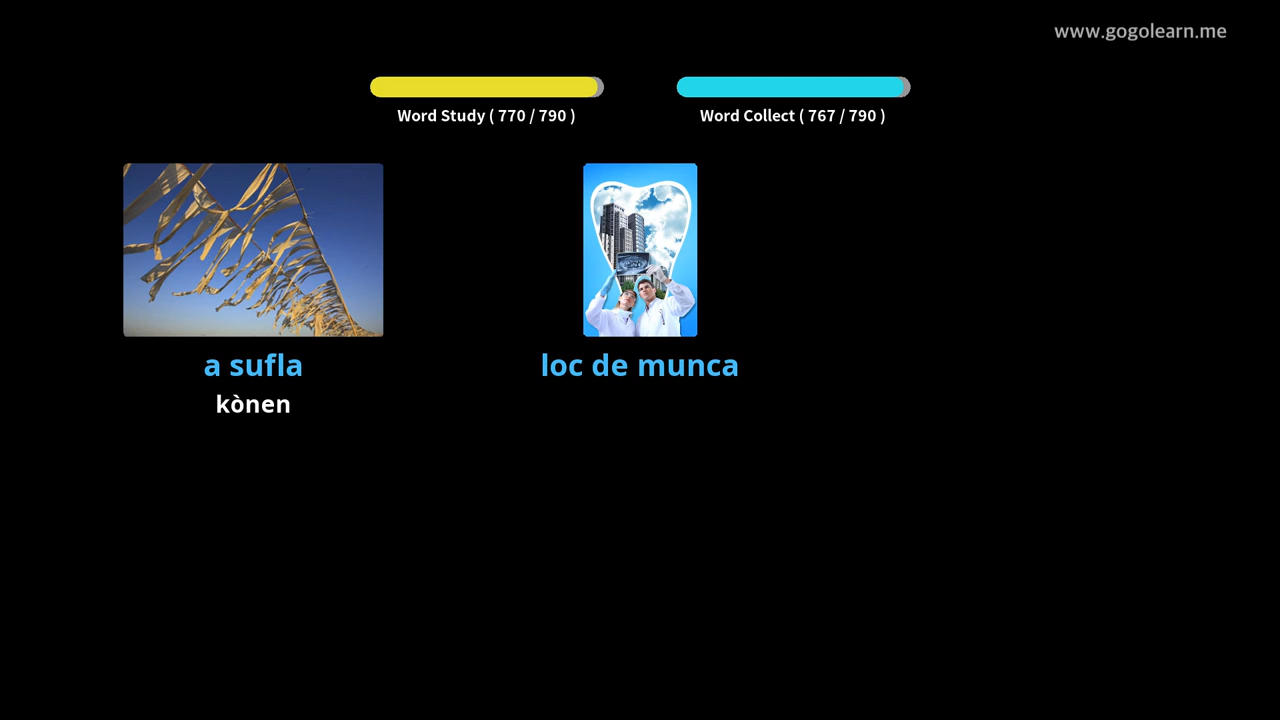 www.gogolearn.me
Word Study ( 770 / 790 )
Word Collect ( 767 / 790 )
a sufla
kònen
loc de munca